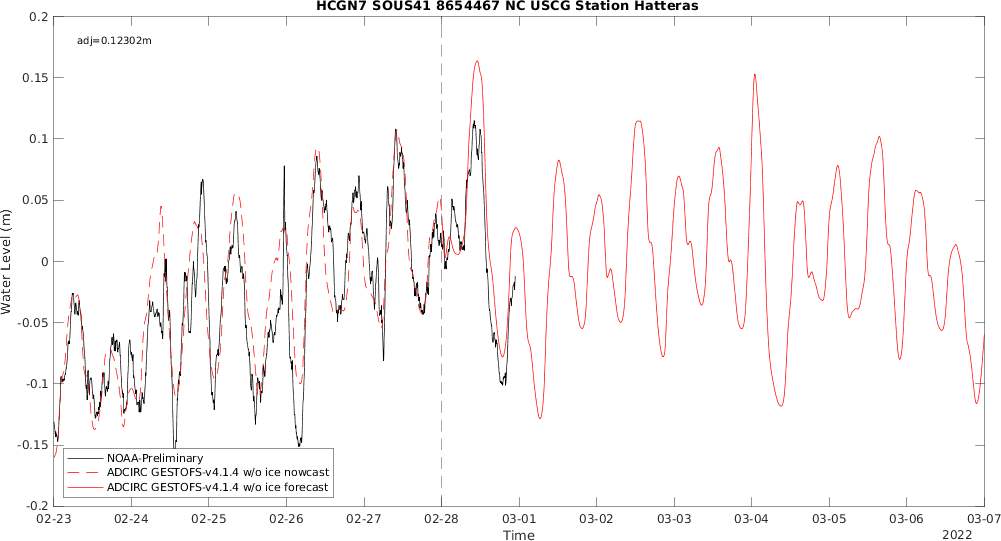 HCGN7 SOUS41 8654467 NC USCG Station Hatteras
adj=0.12302m
0.2
0.15
0.1
0.05
0
-0.05
-0.1
-0.15
-0.2
Water Level (m)
NOAA-Preliminary
ADCIRC GESTOFS-v4.1.4 w/o ice nowcast
ADCIRC GESTOFS-v4.1.4 w/o ice forecast
02-23 02-24 02-25 02-26 02-27 02-28 03-01 03-02 03-03 03-04 03-05 03-06 03-07
Time
2022